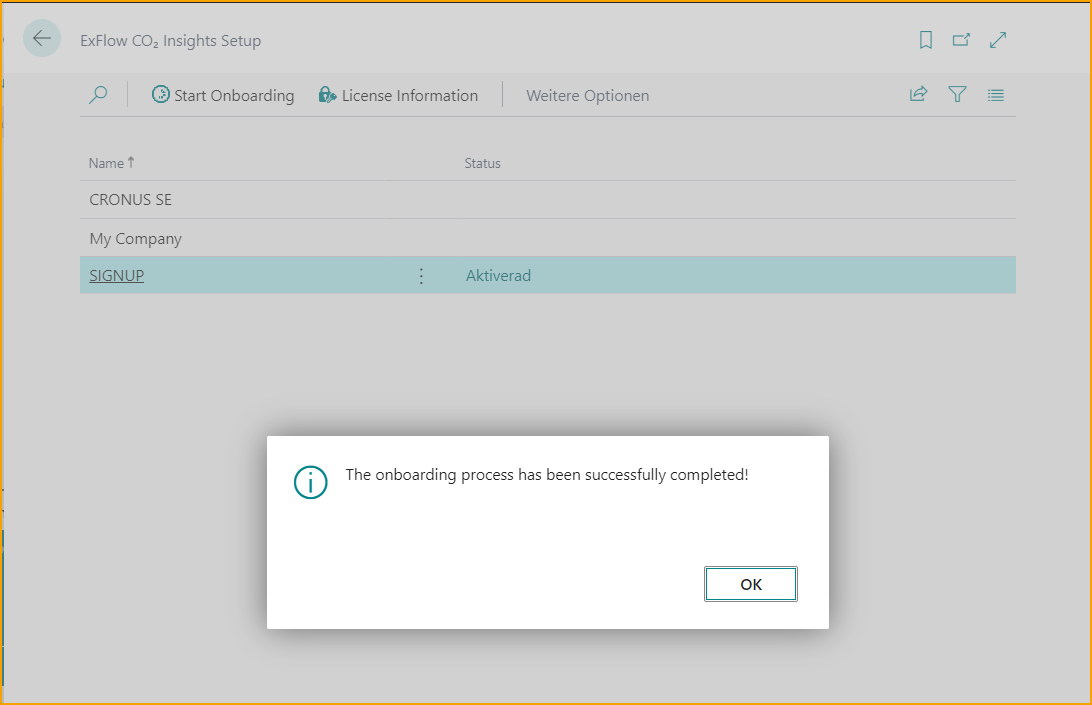 ExFlow CO₂ Insights Setup
Start Onboarding License Information Weitere Optionen
Name Status
CRONUS SE
My Company
SIGNUP Aktiverad
The onboarding process has been successfully completed!
OK